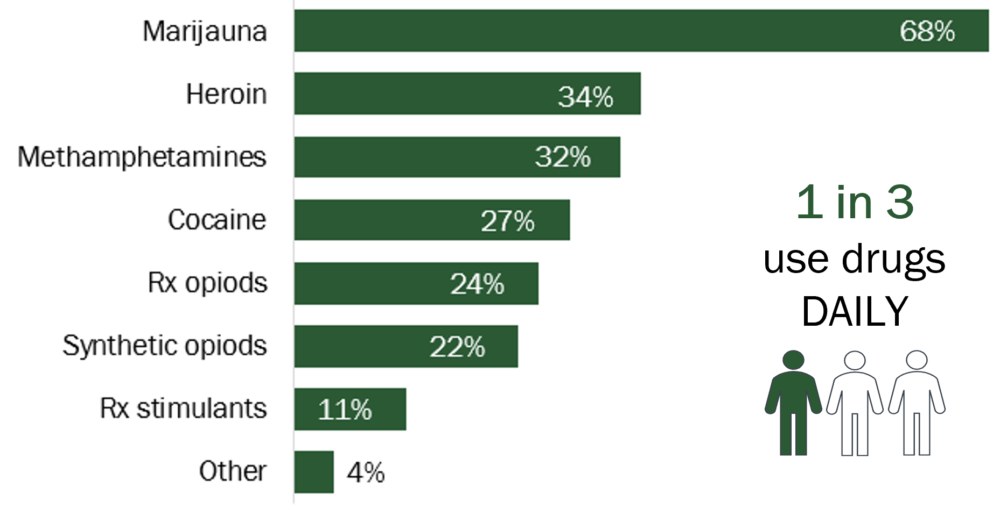 Marijauna 68%
Heroin 34%
Methamphetamines 32%
Cocaine 27%
Rx opiods 24%
Synthetic opiods 22%
Rx stimulants 11%
Other 4%
1 in 3
use drugs
DAILY